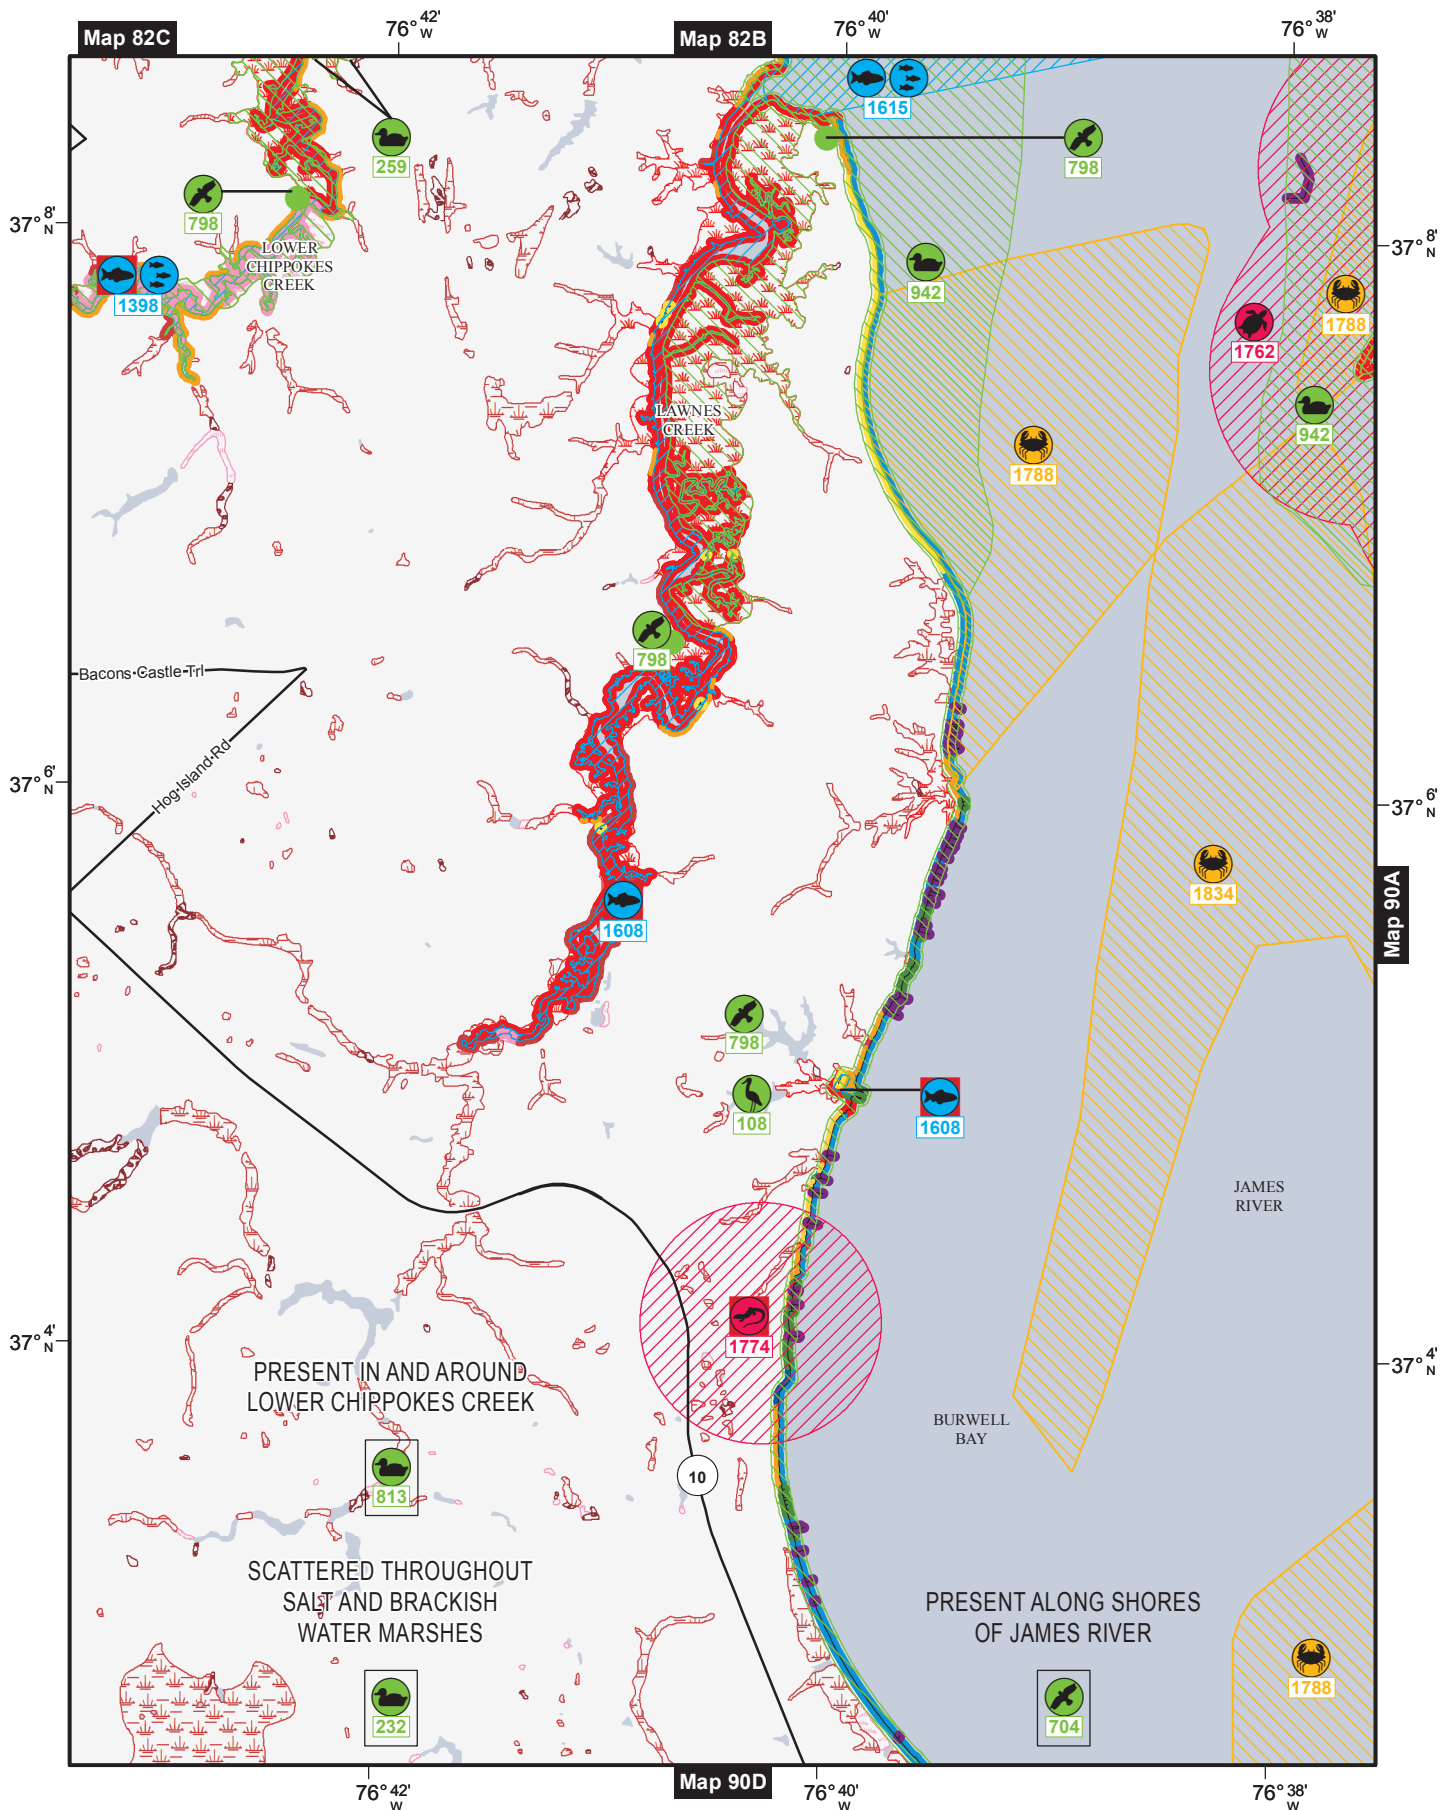 76° 42' W
76° 40' W
76° 38' W
Map 82C
Map 82B
1615
259
798
798
37° 8' N
37° 8' N
LOWER
CHIPPOKES
CREEK
942
1398
1788
1762
942
LAWNES
CREEK
1788
798
Bacons Castle Trl
Hog Island Rd
37° 6' N
37° 6' N
1834
Map 90A
1608
798
108
1608
JAMES
RIVER
1774
37° 4' N
37° 4' N
PRESENT IN AND AROUND
LOWER CHIPPOKES CREEK
BURWELL
BAY
813
10
SCATTERED THROUGHOUT
SALT AND BRACKISH
WATER MARSHES
PRESENT ALONG SHORES
OF JAMES RIVER
1788
232
704
Map 90D
76° 42' W
76° 40' W
76° 38' W